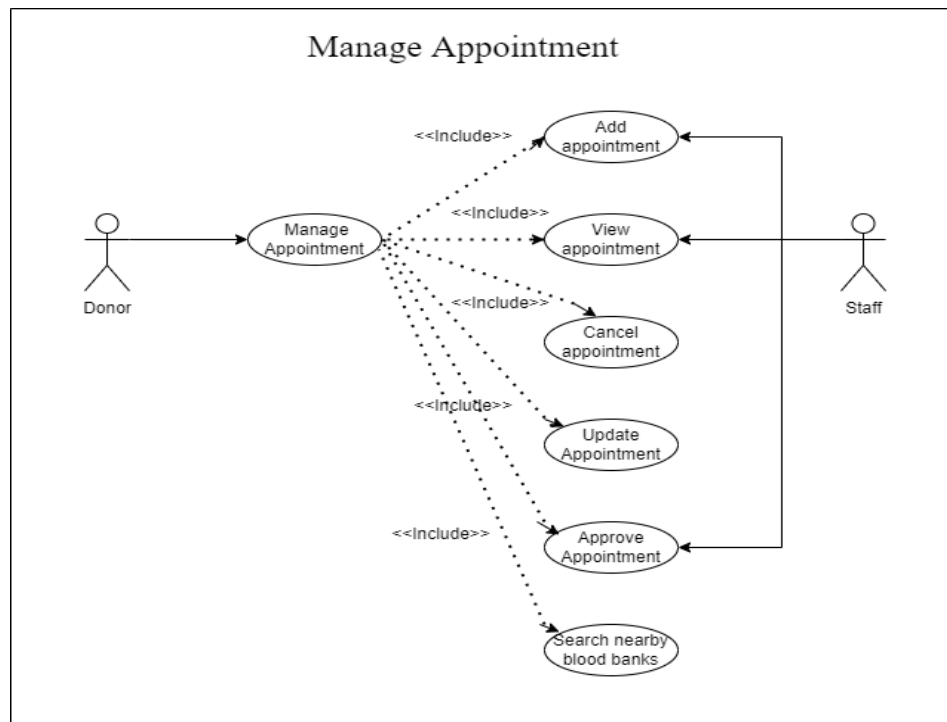 Manage Appointment
<<Include>>
Add
appointment
<<Include>>
View
appointment
Manage
Appointment
Donor
Staff
<<Include>>
Cancel
appointment
<<Include>>
Update
Appointment
<<Include>>
Approve
Appointment
Search nearby
blood banks